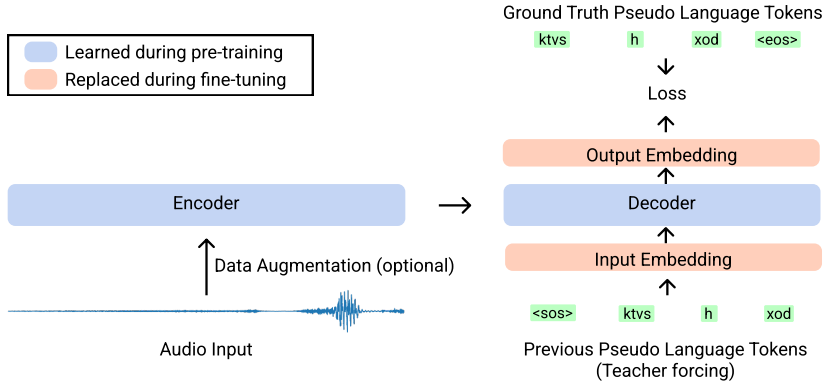 Ground Truth Pseudo Language Tokens
ktvs h xod <eos>
Learned during pre-training
Replaced during fine-tuning
Loss
Output Embedding
Encoder
Decoder
Data Augmentation (optional)
Input Embedding
<sos> ktvs h xod
Audio Input
Previous Pseudo Language Tokens
(Teacher forcing)